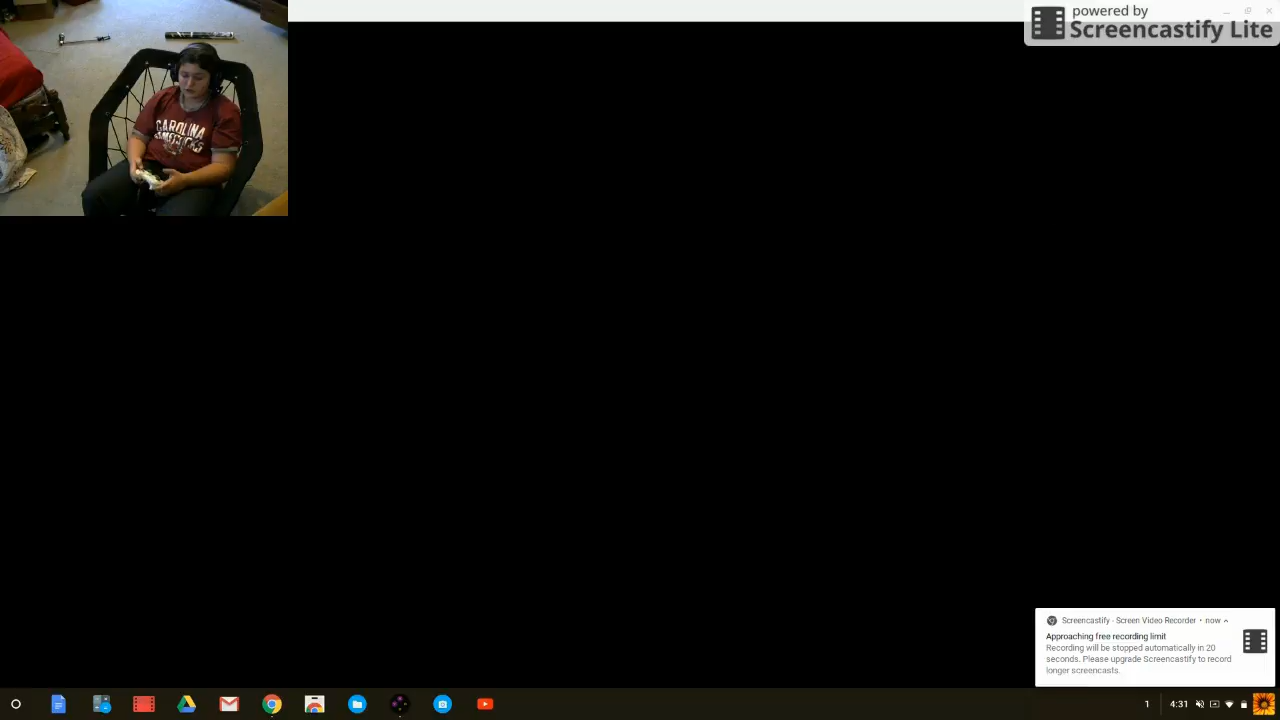 powered by
Screencastify Lite
CAROLINA
GAMECOCKS
Screencastify - Screen Video Recorder • now
Approaching free recording limit
Recording will be stopped automatically in 20
seconds. Please upgrade Screencastify to record
longer screencasts.
1
4:31